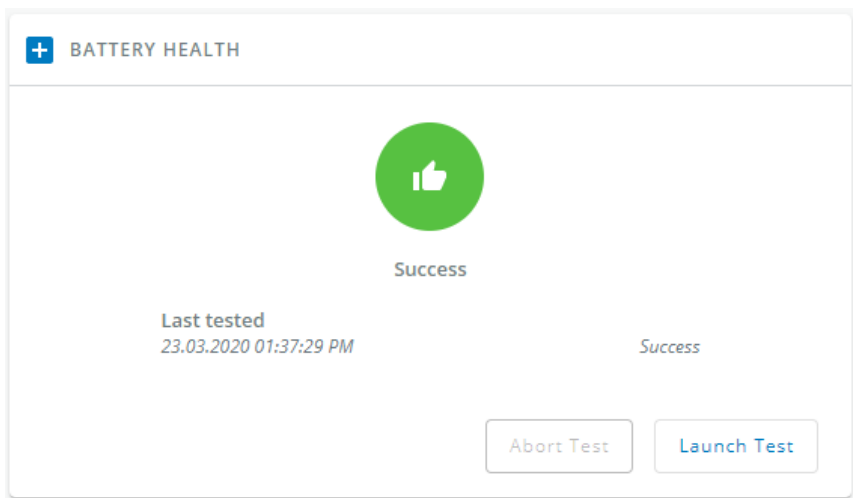 BATTERY HEALTH
Success
Last tested
23.03.2020 01:37:29 PM Success
Abort Test Launch Test